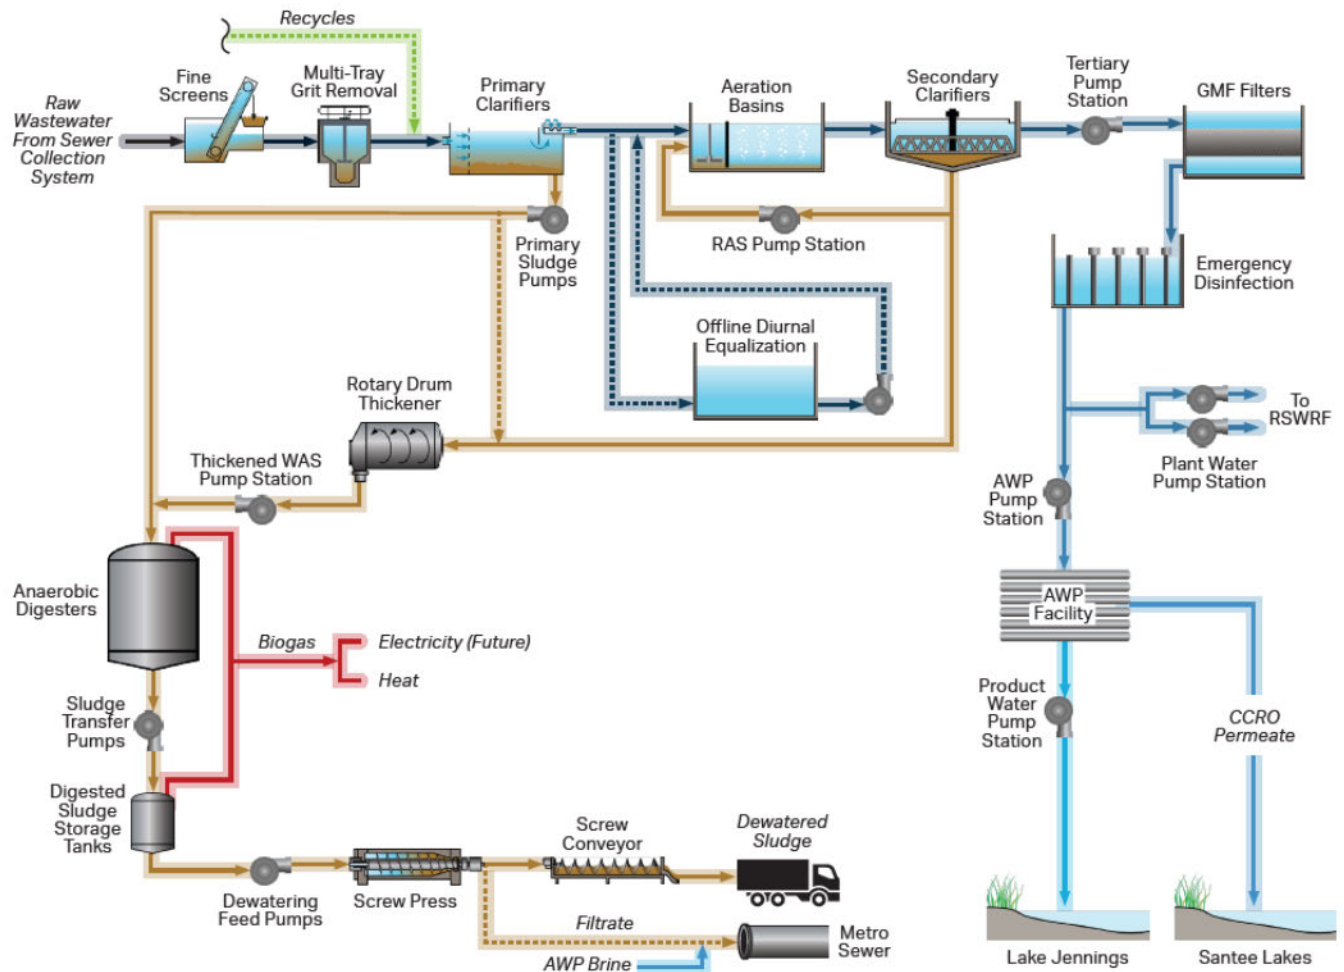 Recycles
Fine
Screens
Multi-Tray
Grit Removal
Primary
Clarifiers
Aeration
Basins
Secondary
Clarifiers
Tertiary
Pump
Station
GMF Filters
Raw
Wastewater
From Sewer
Collection
System
Primary
Sludge
Pumps
RAS Pump Station
Emergency
Disinfection
Offline Diurnal
Equalization
Rotary Drum
Thickener
To
RSWRF
Plant Water
Pump Station
Thickened WAS
Pump Station
AWP
Pump
Station
Anaerobic
Digesters
AWP
Facility
Biogas
Electricity (Future)
Heat
Sludge
Transfer
Pumps
Product
Water
Pump
Station
CCRO
Permeate
Digested
Sludge
Storage
Tanks
Screw
Conveyor
Dewatered
Sludge
Dewatering
Feed Pumps
Screw Press
Filtrate
Metro
Sewer
AWP Brine
Lake Jennings
Santee Lakes